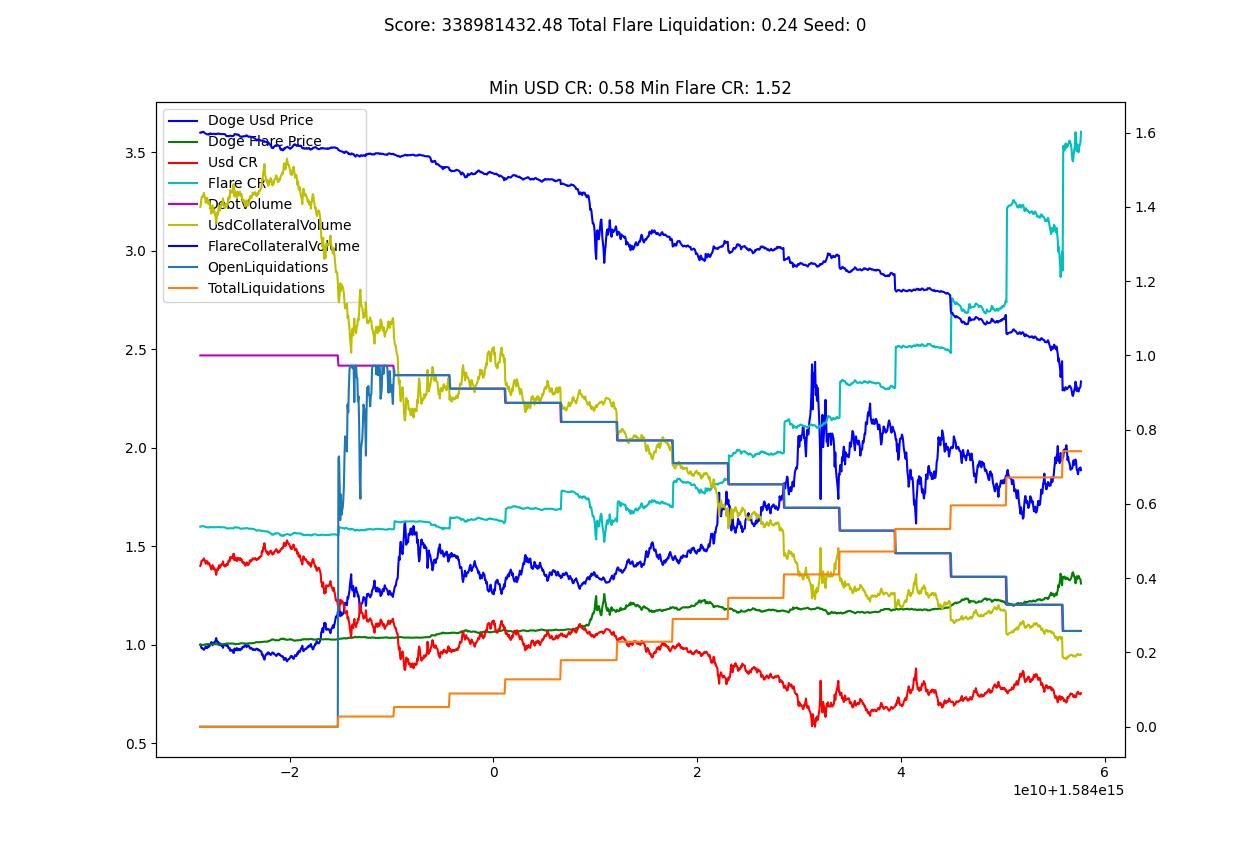 Score: 338981432.48 Total Flare Liquidation: 0.24 Seed: 0
Min USD CR: 0.58 Min Flare CR: 1.52
Doge Usd Price
Doge Flare Price
Usd CR
Flare CR
DebtVolume
UsdCollateralVolume
FlareCollateralVolume
OpenLiquidations
TotalLiquidations
3.5
3.0
2.5
2.0
1.5
1.0
0.5
1.6
1.4
1.2
1.0
0.8
0.6
0.4
0.2
0.0
−2
0
2
4
6
1e10+1.584e15